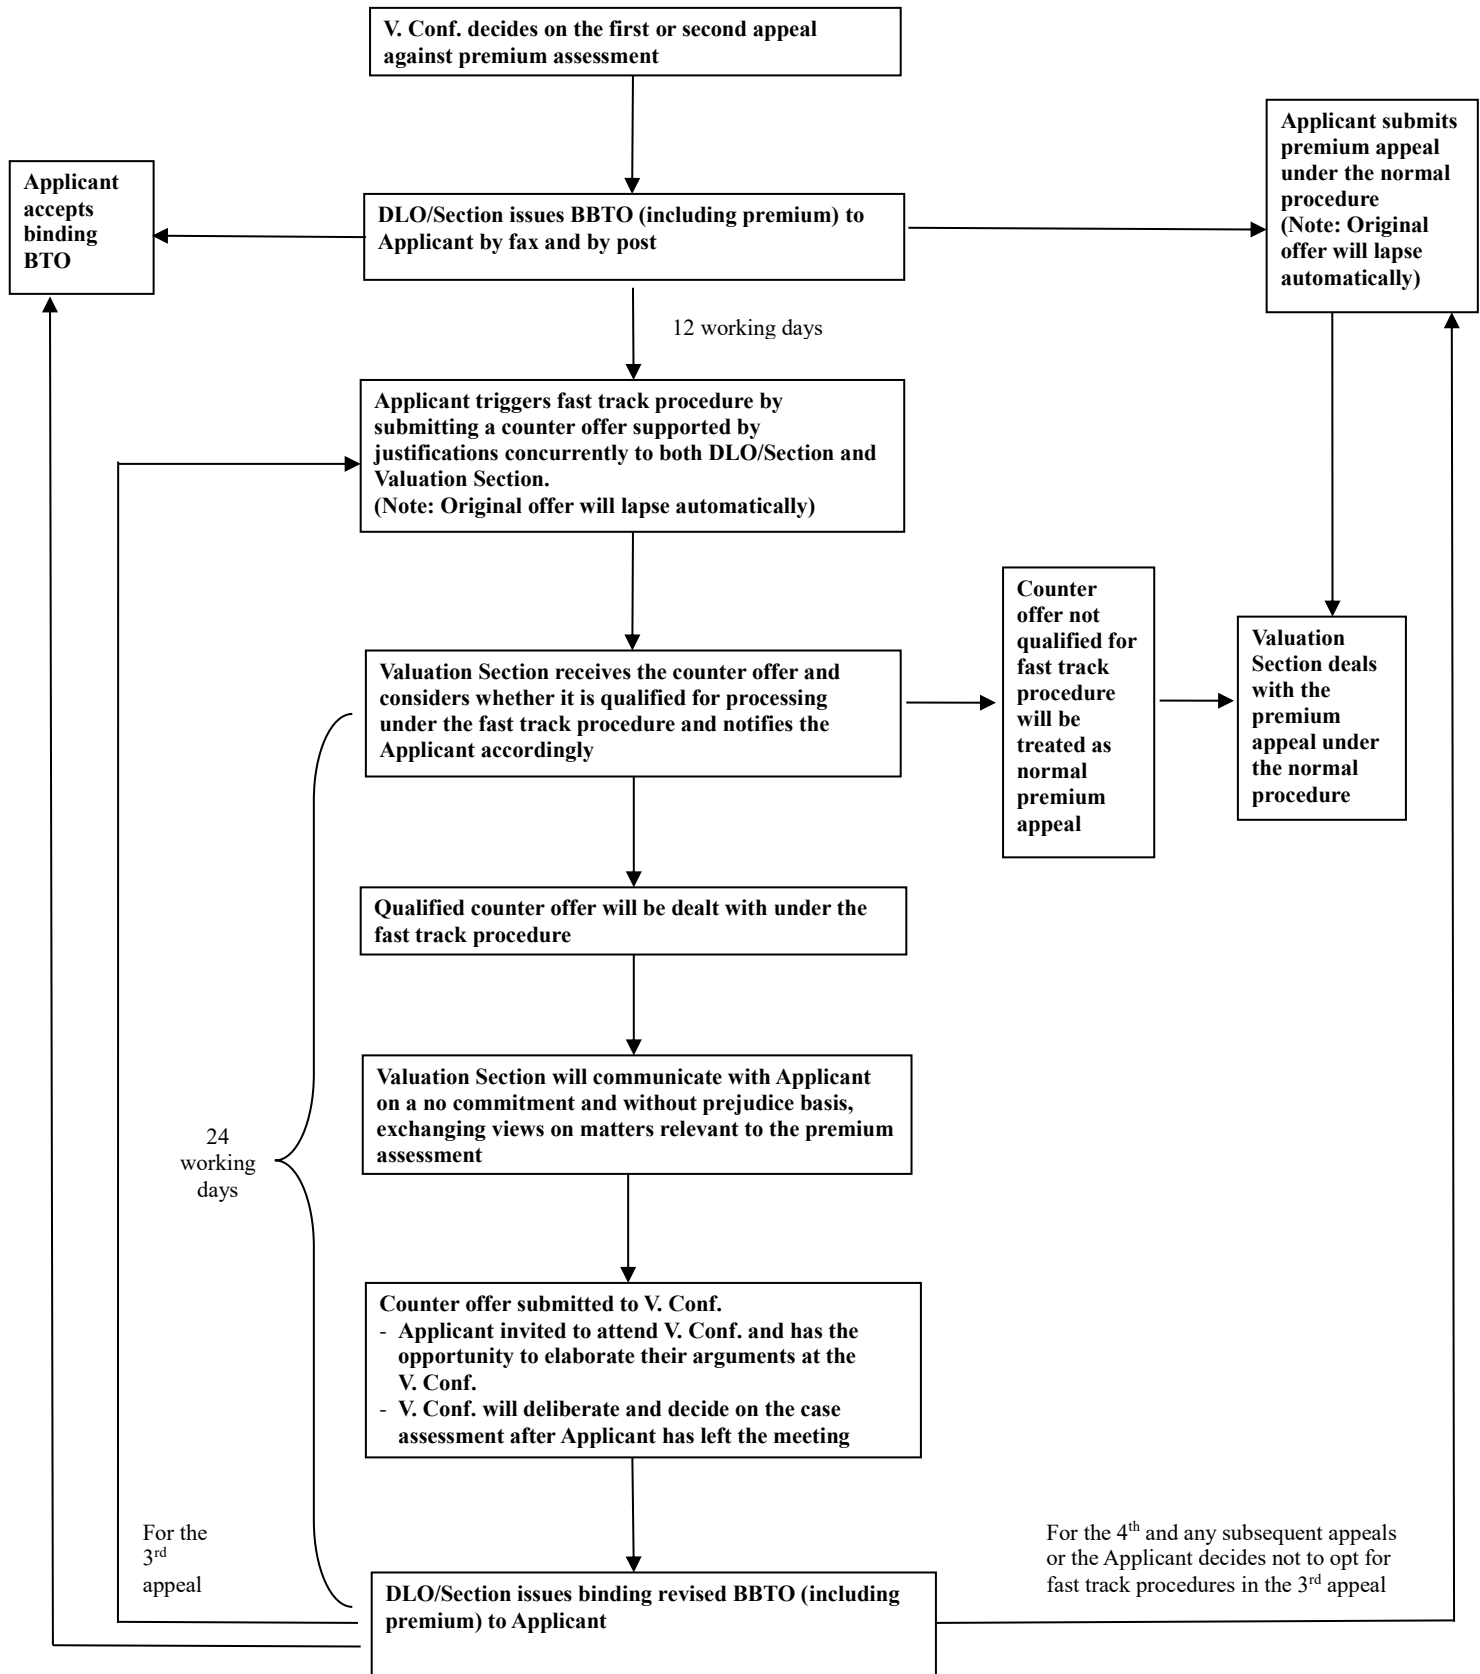 V. Conf. decides on the first or second appeal
against premium assessment
Applicant submits
premium appeal
under the normal
procedure
(Note: Original
offer will lapse
automatically)
Applicant
accepts
binding
BTO
DLO/Section issues BBTO (including premium) to
Applicant by fax and by post
12 working days
Applicant triggers fast track procedure by
submitting a counter offer supported by
justifications concurrently to both DLO/Section and
Valuation Section.
(Note: Original offer will lapse automatically)
Counter
offer not
qualified for
fast track
procedure
will be
treated as
normal
premium
appeal
Valuation
Section deals
with the
premium
appeal under
the normal
procedure
Valuation Section receives the counter offer and
considers whether it is qualified for processing
under the fast track procedure and notifies the
Applicant accordingly
Qualified counter offer will be dealt with under the
fast track procedure
Valuation Section will communicate with Applicant
on a no commitment and without prejudice basis,
exchanging views on matters relevant to the premium
assessment
24
working
days
Counter offer submitted to V. Conf.
- Applicant invited to attend V. Conf. and has the
opportunity to elaborate their arguments at the
V. Conf.
- V. Conf. will deliberate and decide on the case
assessment after Applicant has left the meeting
For the
3rd
appeal
For the 4th and any subsequent appeals
or the Applicant decides not to opt for
fast track procedures in the 3rd appeal
DLO/Section issues binding revised BBTO (including
premium) to Applicant